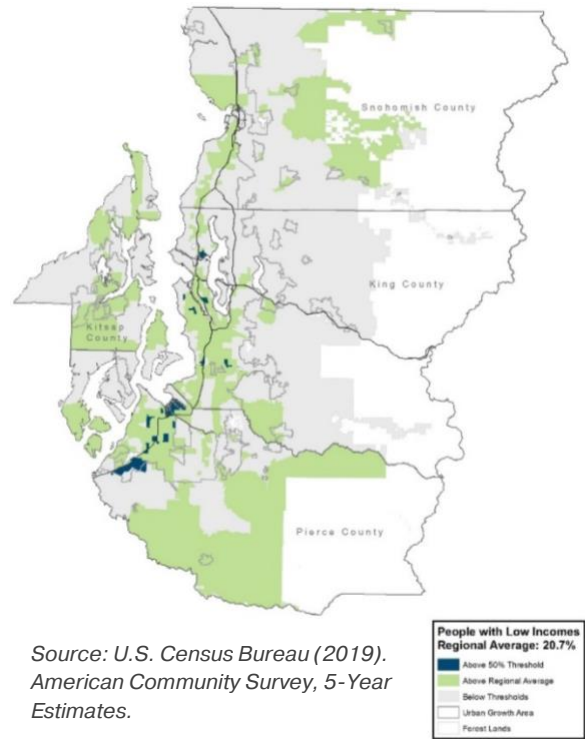 Snohomish County
King County
Kitsap
County
Pierce County
People with Low Incomes
Regional Average: 20.7%
Above 50% Threshold
Above Regional Average
Below Thresholds
Urban Growth Area
Forest Lands
Source: U.S. Census Bureau (2019).
American Community Survey, 5-Year
Estimates.